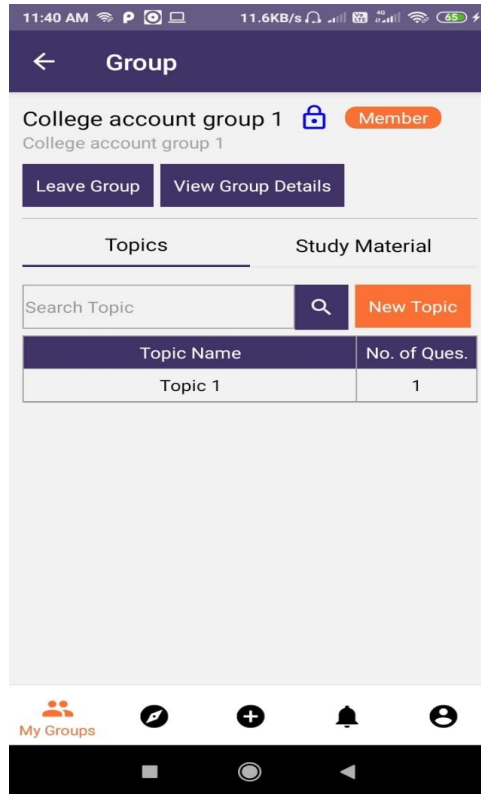 11:40 AM 11.6KB/s 65
Group
College account group 1 Member
College account group 1
Leave Group View Group Details
Topics Study Material
Search Topic New Topic
Topic Name No. of Ques.
Topic 1 1
My Groups